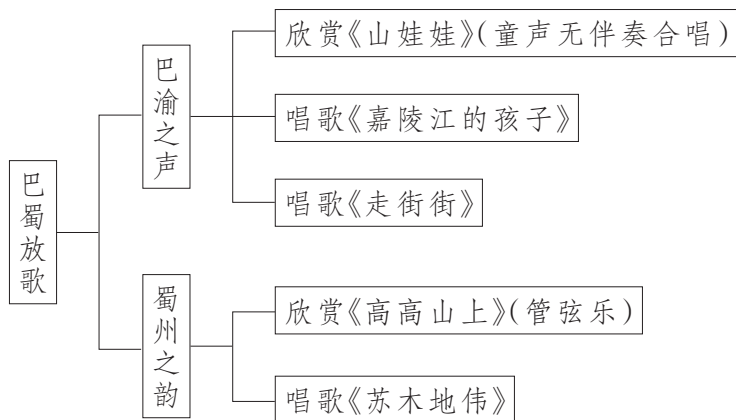 巴蜀放歌
巴渝之声
欣赏《山娃娃》(童声无伴奏合唱)
唱歌《嘉陵江的孩子》
唱歌《走街街》
蜀州之韵
欣赏《高高山上》(管弦乐)
唱歌《苏木地伟》